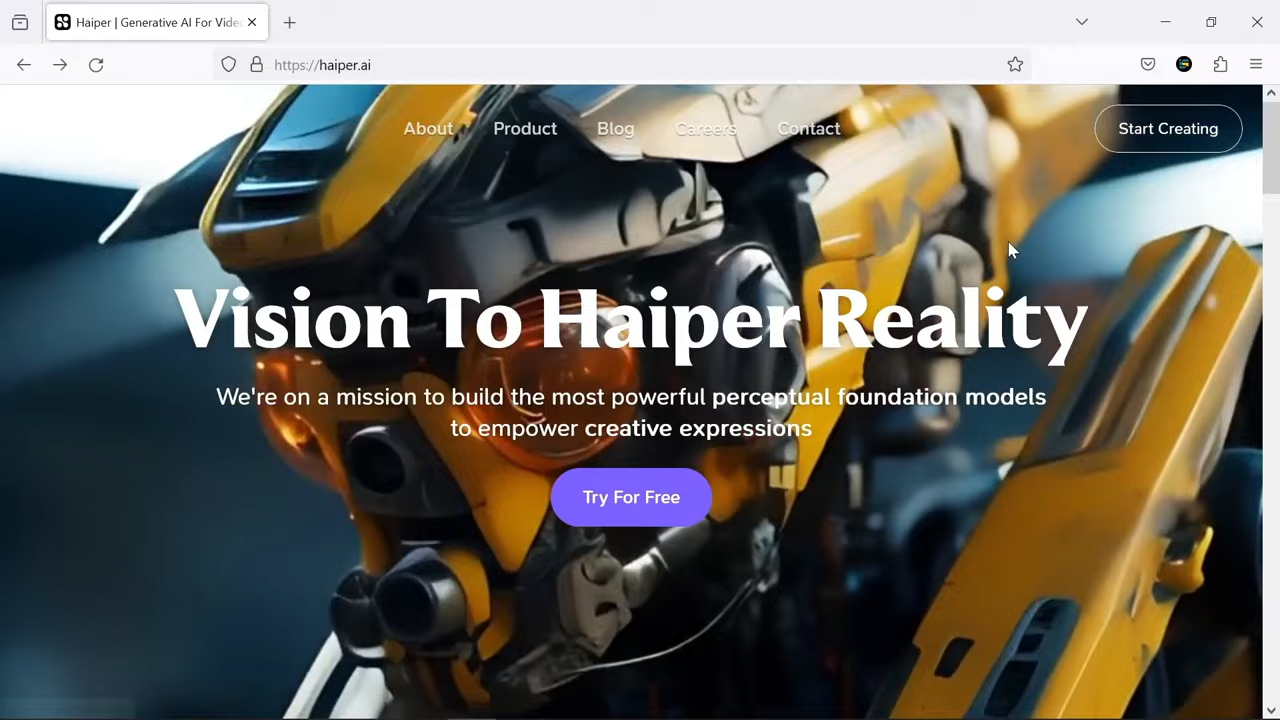 Haiper | Generative AI For Vide
https://haiper.ai
About Product Blog Careers Contact Start Creating
Vision To Haiper Reality
We're on a mission to build the most powerful perceptual foundation models
to empower creative expressions
Try For Free